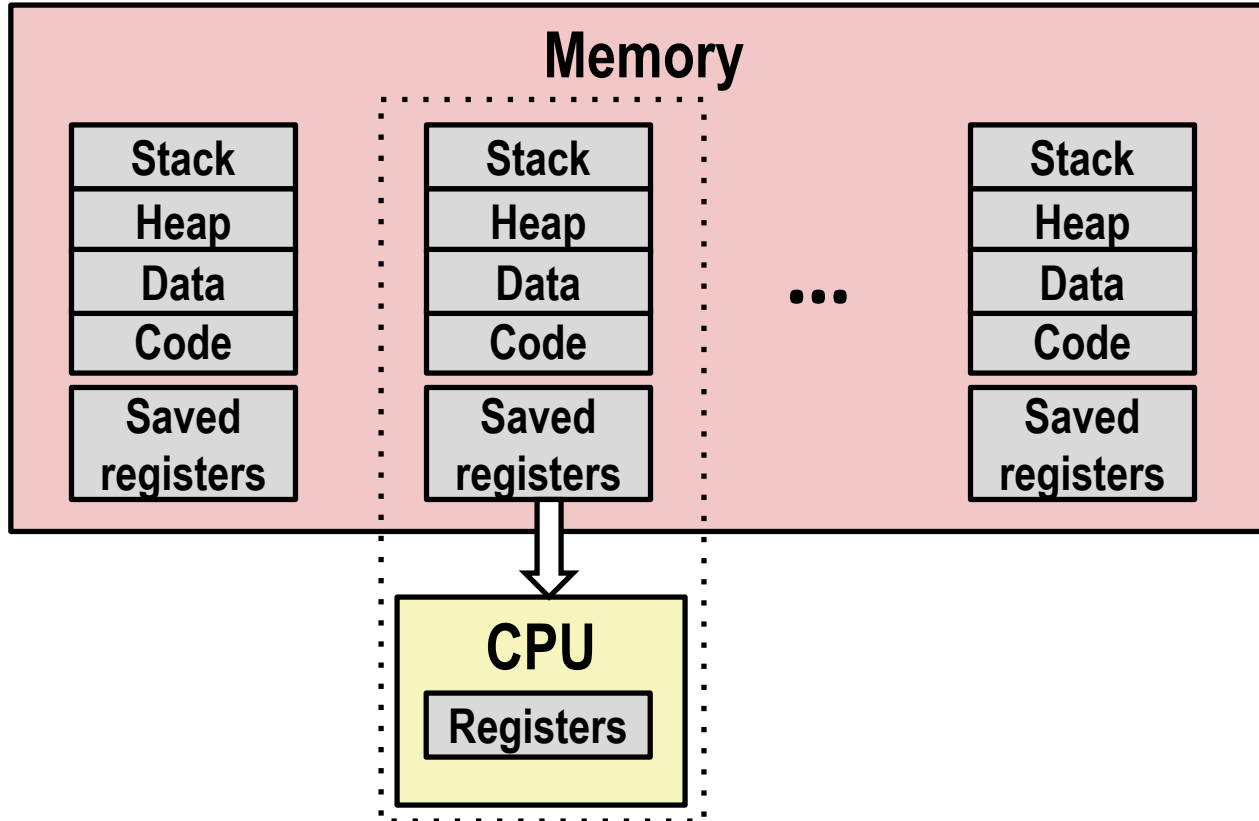 Memory
Stack
Heap
Data
Code
Saved
registers
Stack
Heap
Data
Code
Saved
registers
...
Stack
Heap
Data
Code
Saved
registers
CPU
Registers